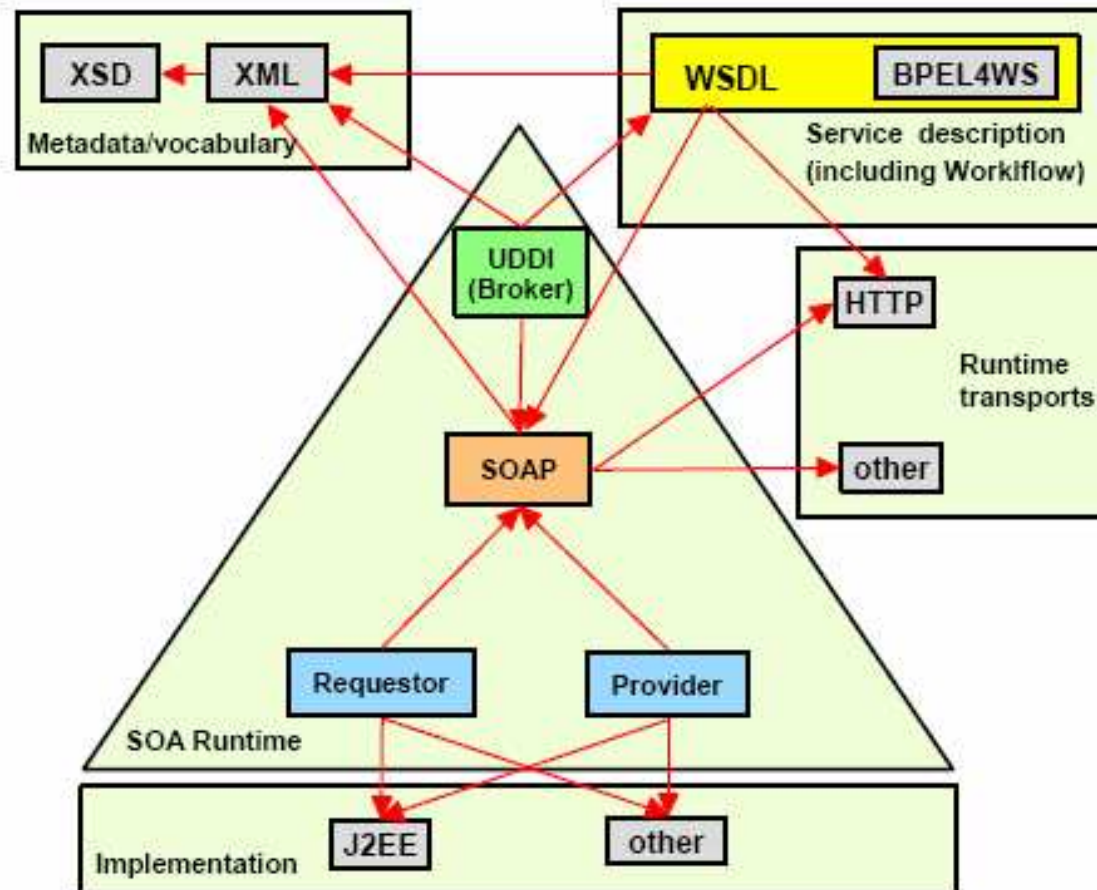 XSD
XML
Metadata/vocabulary
WSDL
BPEL4WS
Service description
(including Worklflow)
UDDI
(Broker)
HTTP
Runtime
transports
SOAP
other
Requestor
Provider
SOA Runtime
J2EE
other
Implementation